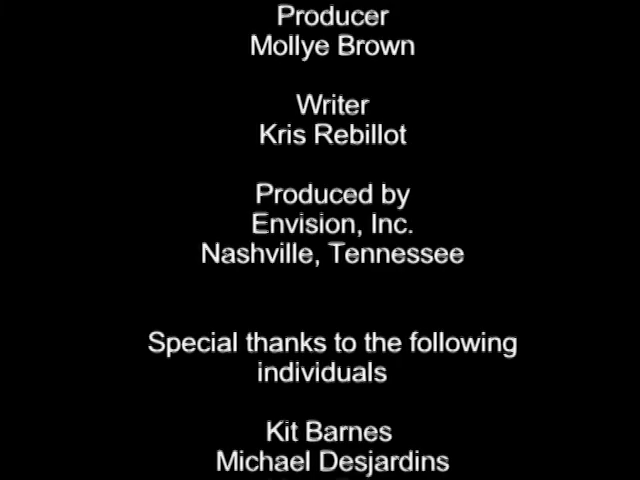 Producer
Mollye Brown
Writer
Kris Rebillot
Produced by
Envision, Inc.
Nashville, Tennessee
Special thanks to the following
individuals
Kit Barnes
Michael Desjardins